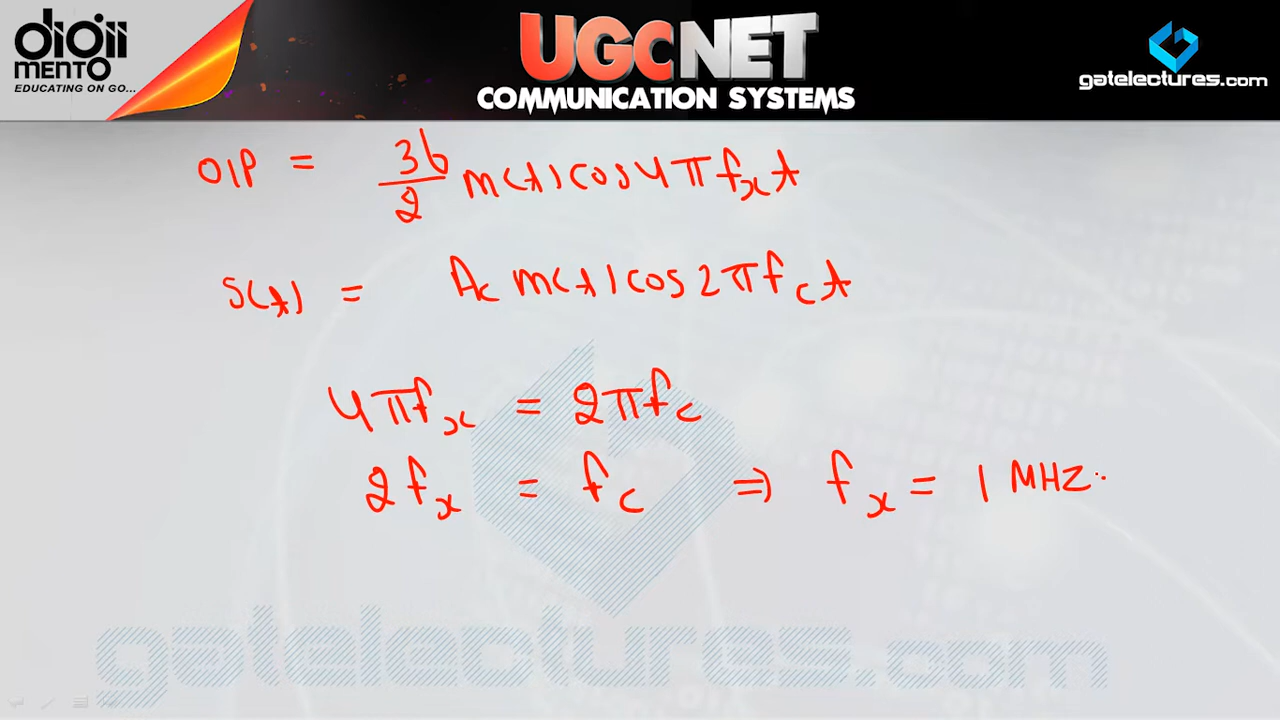 digii
MENTO
EDUCATING ON GO...
UGCNET
COMMUNICATION SYSTEMS
gatelectures.com
O/P = 3b/2 m(t) cos 4πfxt
S(t) = Ac m(t) cos 2πfct
4πfx = 2πfc
2fx = fc ⇒ fx = 1 MHZ.
gatelectures.com